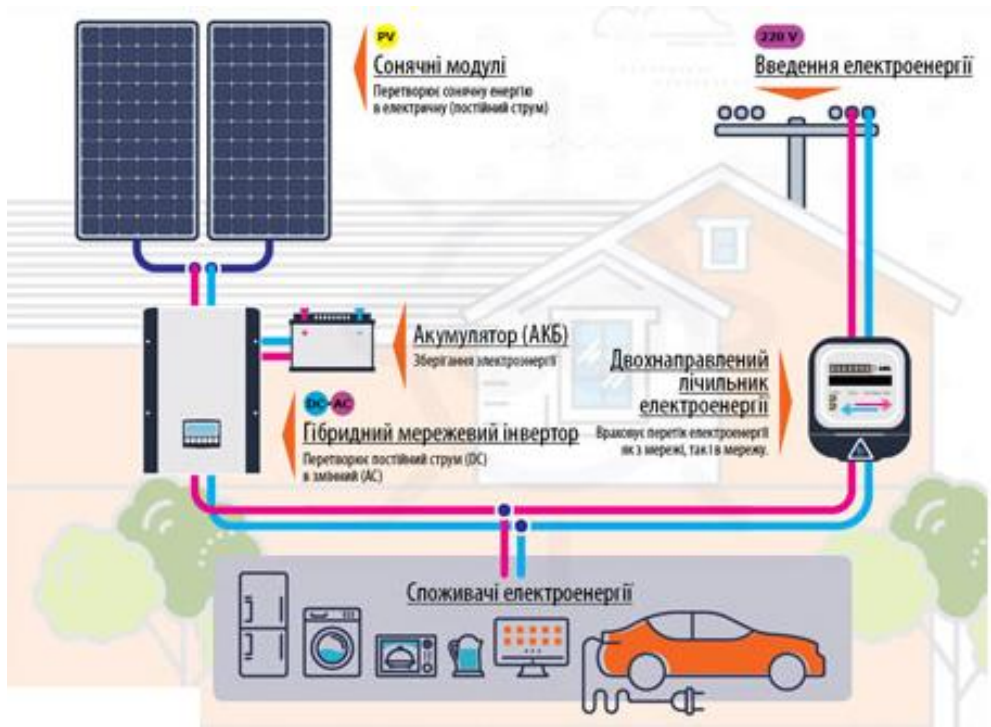 PV
Сонячні модулі
Перетворює сонячну енергію
в електричну (постійний струм)
220 V
Введення електроенергії
Акумулятор (АКБ)
Зберігання электроэнергії
DC-AC
Гібридний мережевий інвертор
Перетворює постійний струм (DC)
в змінний (AC)
Двохнаправлений
лічильник
електроенергії
Враховує перетік електроенергії
як з мережі, так і в мережу.
Споживачі електроенергії